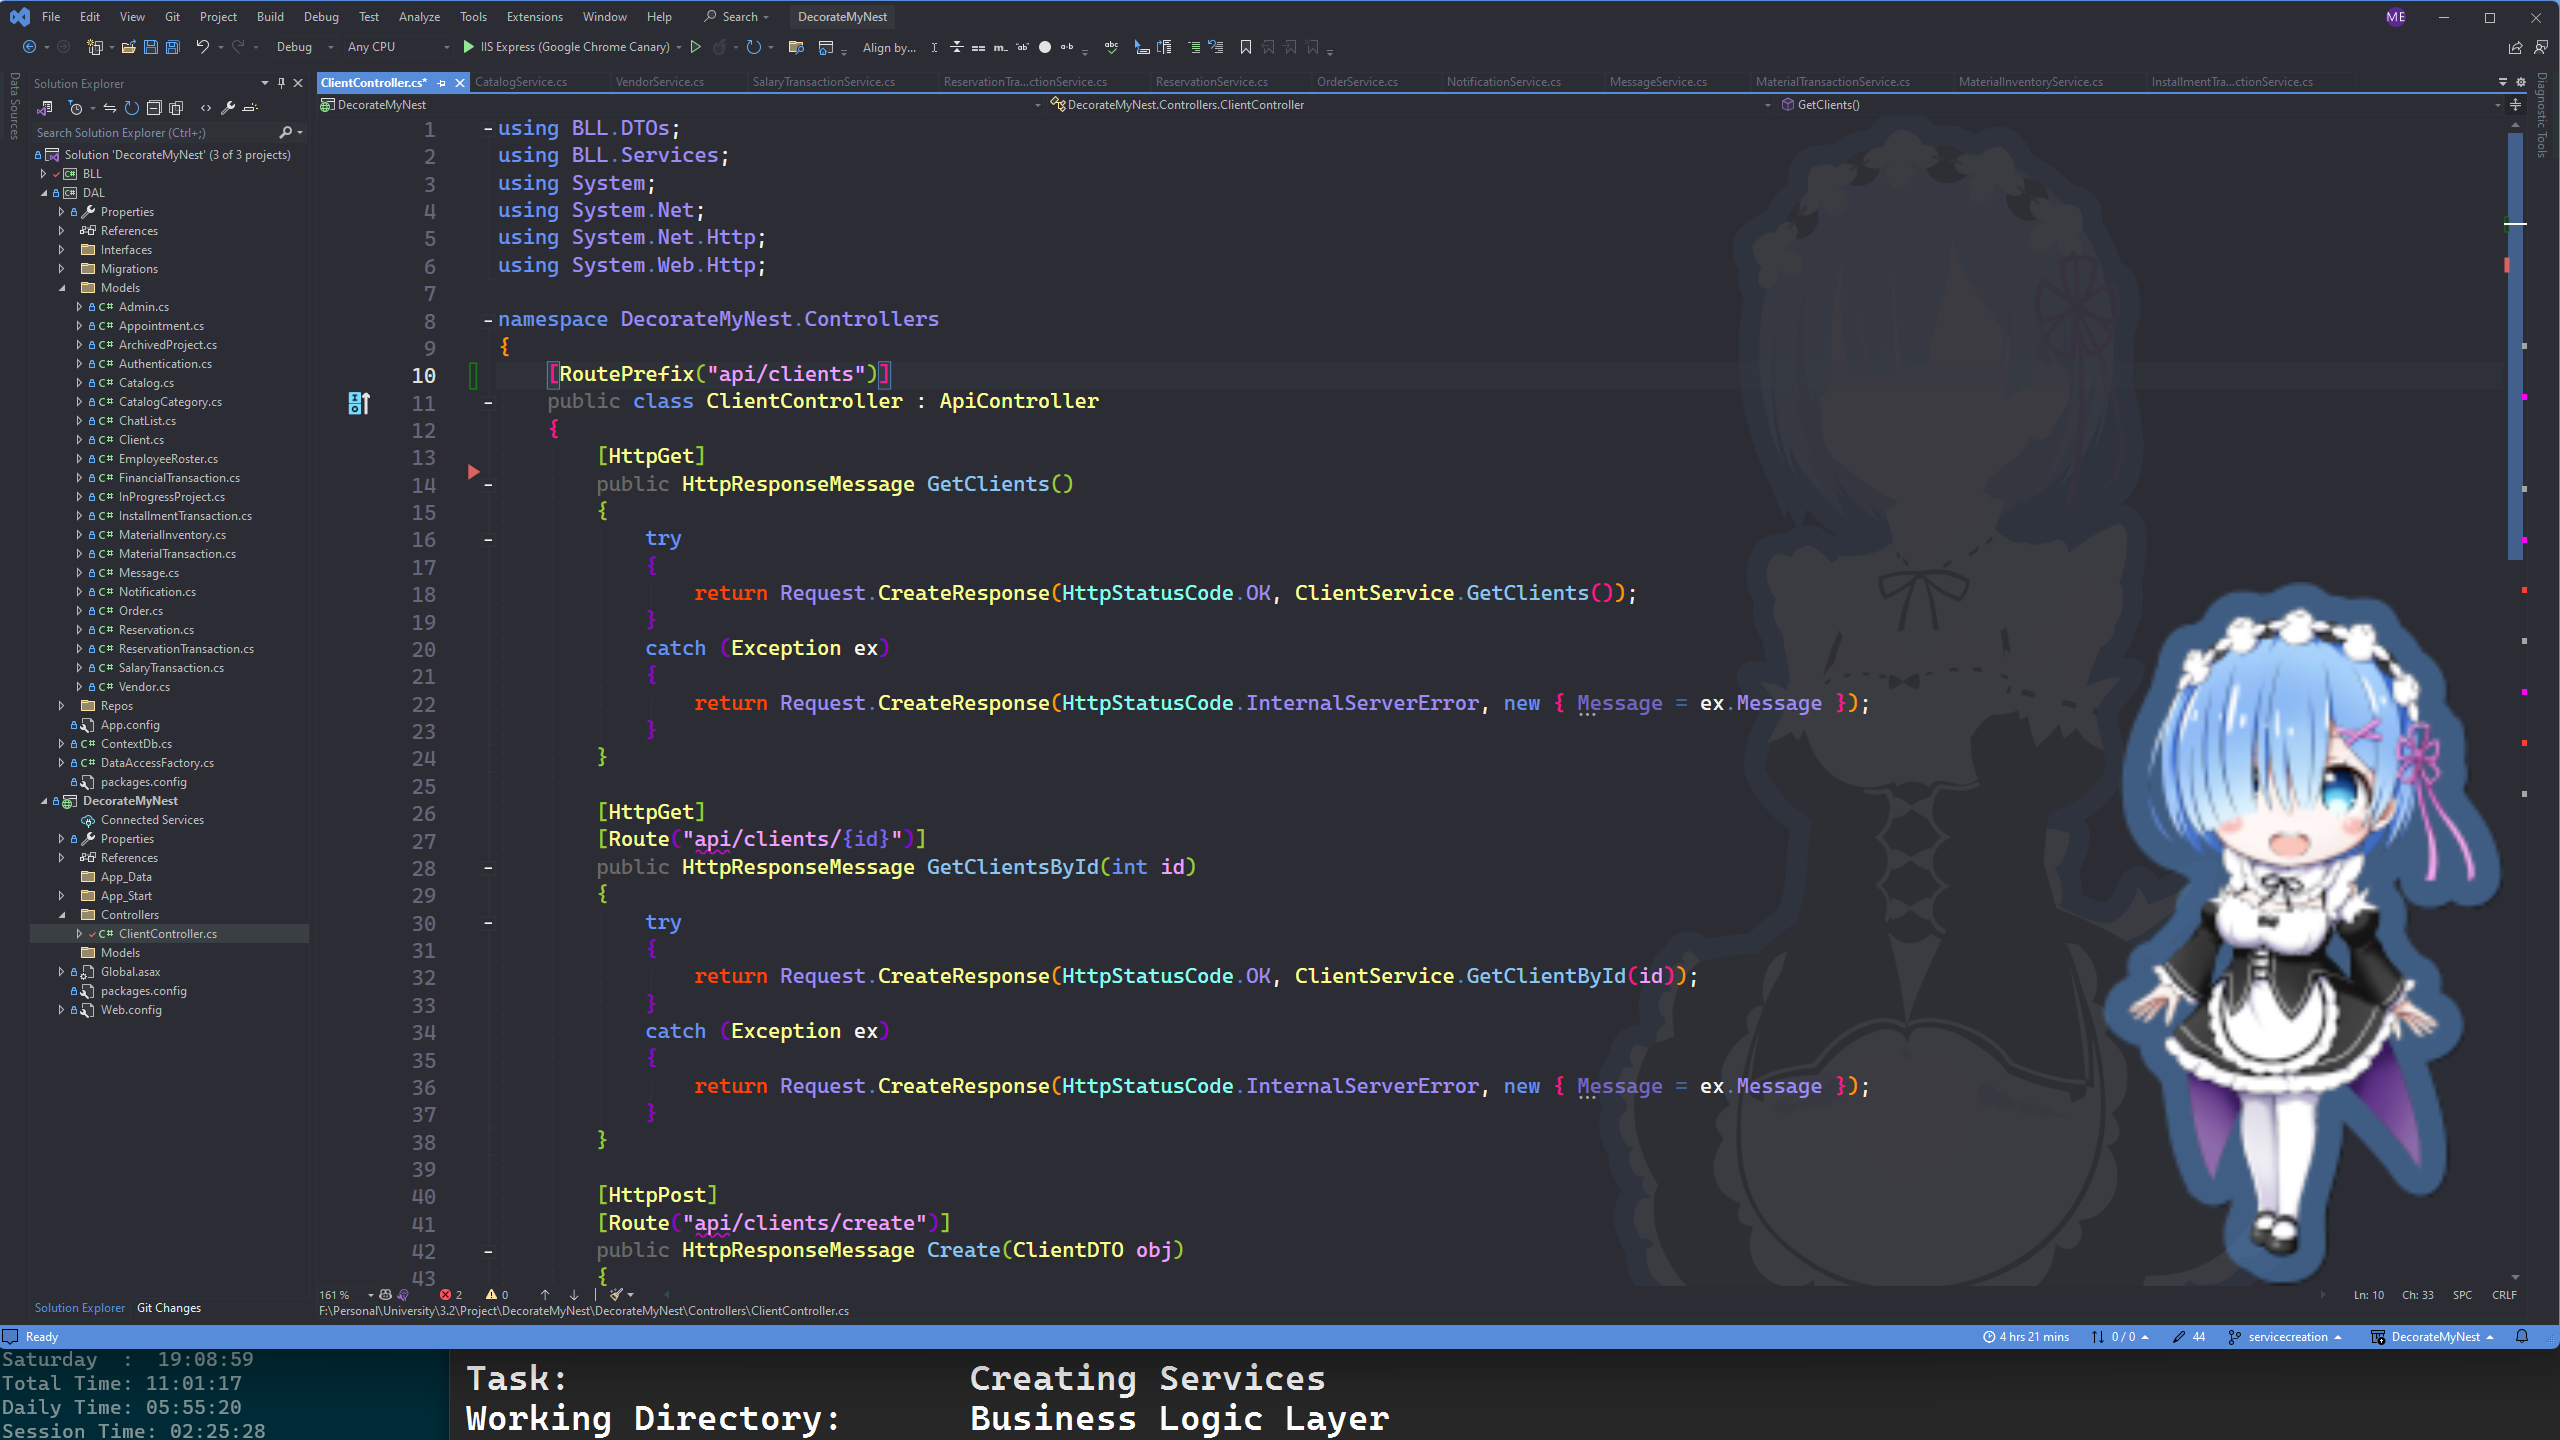 File Edit View Git Project Build Debug Test Analyze Tools Extensions Window Help Search DecorateMyNest ME
Debug Any CPU IIS Express (Google Chrome Canary) Align by...
Data Sources
Solution Explorer
Search Solution Explorer (Ctrl+;)
Solution 'DecorateMyNest' (3 of 3 projects)
BLL
DAL
Properties
References
Interfaces
Migrations
Models
C# Admin.cs
C# Appointment.cs
C# ArchivedProject.cs
C# Authentication.cs
C# Catalog.cs
C# CatalogCategory.cs
C# ChatList.cs
C# Client.cs
C# EmployeeRoster.cs
C# FinancialTransaction.cs
C# InProgressProject.cs
C# InstallmentTransaction.cs
C# MaterialInventory.cs
C# MaterialTransaction.cs
C# Message.cs
C# Notification.cs
C# Order.cs
C# Reservation.cs
C# ReservationTransaction.cs
C# SalaryTransaction.cs
C# Vendor.cs
Repos
App.config
C# ContextDb.cs
C# DataAccessFactory.cs
packages.config
DecorateMyNest
Connected Services
Properties
References
App_Data
App_Start
Controllers
C# ClientController.cs
Models
Global.asax
packages.config
Web.config
Solution Explorer Git Changes
ClientController.cs* CatalogService.cs VendorService.cs SalaryTransactionService.cs ReservationTra...ctionService.cs ReservationService.cs OrderService.cs NotificationService.cs MessageService.cs MaterialTransactionService.cs MaterialInventoryService.cs InstallmentTra...ctionService.cs
DecorateMyNest DecorateMyNest.Controllers.ClientController GetClients()
Diagnostic Tools
1 using BLL.DTOs;
2 using BLL.Services;
3 using System;
4 using System.Net;
5 using System.Net.Http;
6 using System.Web.Http;
7
8 namespace DecorateMyNest.Controllers
9 {
10 [RoutePrefix("api/clients")]
11 public class ClientController : ApiController
12 {
13 [HttpGet]
14 public HttpResponseMessage GetClients()
15 {
16 try
17 {
18 return Request.CreateResponse(HttpStatusCode.OK, ClientService.GetClients());
19 }
20 catch (Exception ex)
21 {
22 return Request.CreateResponse(HttpStatusCode.InternalServerError, new { Message = ex.Message });
23 }
24 }
25
26 [HttpGet]
27 [Route("api/clients/{id}")]
28 public HttpResponseMessage GetClientsById(int id)
29 {
30 try
31 {
32 return Request.CreateResponse(HttpStatusCode.OK, ClientService.GetClientById(id));
33 }
34 catch (Exception ex)
35 {
36 return Request.CreateResponse(HttpStatusCode.InternalServerError, new { Message = ex.Message });
37 }
38 }
39
40 [HttpPost]
41 [Route("api/clients/create")]
42 public HttpResponseMessage Create(ClientDTO obj)
43 {
161 % 2 0 Ln: 10 Ch: 33 SPC CRLF
F:\Personal\University\3.2\Project\DecorateMyNest\DecorateMyNest\Controllers\ClientController.cs
Ready 4 hrs 21 mins 0 / 0 44 servicecreation DecorateMyNest
Saturday : 19:08:59
Total Time: 11:01:17
Daily Time: 05:55:20
Session Time: 02:25:28
Task: Creating Services
Working Directory: Business Logic Layer